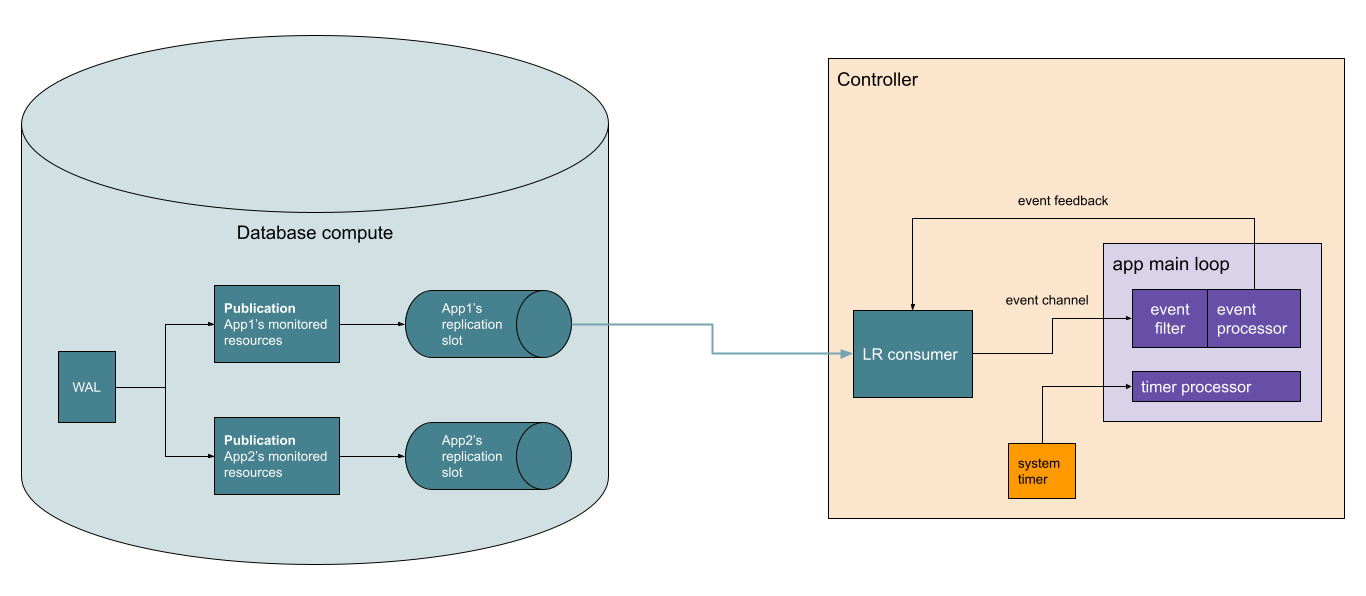 Controller
event feedback
Database compute
app main loop
Publication
App1's monitored
resources
App1's
replication
slot
event channel
event
filter
event
processor
LR consumer
WAL
timer processor
Publication
App2's monitored
resources
App2's
replication
slot
system
timer